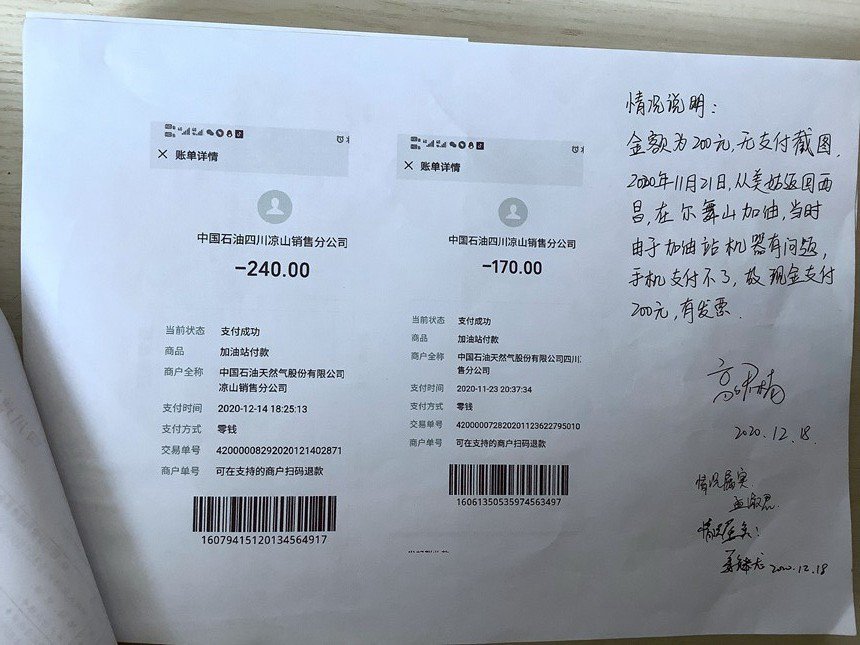 账单详情
中国石油四川凉山销售分公司
-240.00
当前状态 支付成功
商品 加油站付款
商户全称 中国石油天然气股份有限公司
凉山销售分公司
支付时间 2020-12-14 18:25:13
支付方式 零钱
交易单号 4200000829202012140287​1
商户单号 可在支持的商户扫码退款
16079415120134564917
账单详情
中国石油四川凉山销售分公司
-170.00
当前状态 支付成功
商品 加油站付款
商户全称 中国石油天然气股份有限公司四川
售分公司
支付时间 2020-11-23 20:37:34
支付方式 零钱
交易单号 4200000728202011236227950​10
商户单号 可在支持的商户扫码退款
16061350535974563497
情况说明：
金额为200元，无支付截图。
2020年11月21日，从美姑返回西
昌，在尔舞山加油，当时
由于加油站机器有问题，
手机支付不了，故现金支付
200元，有发票.
2020.12.18.
情况属实
情况属实：
2020.12.18